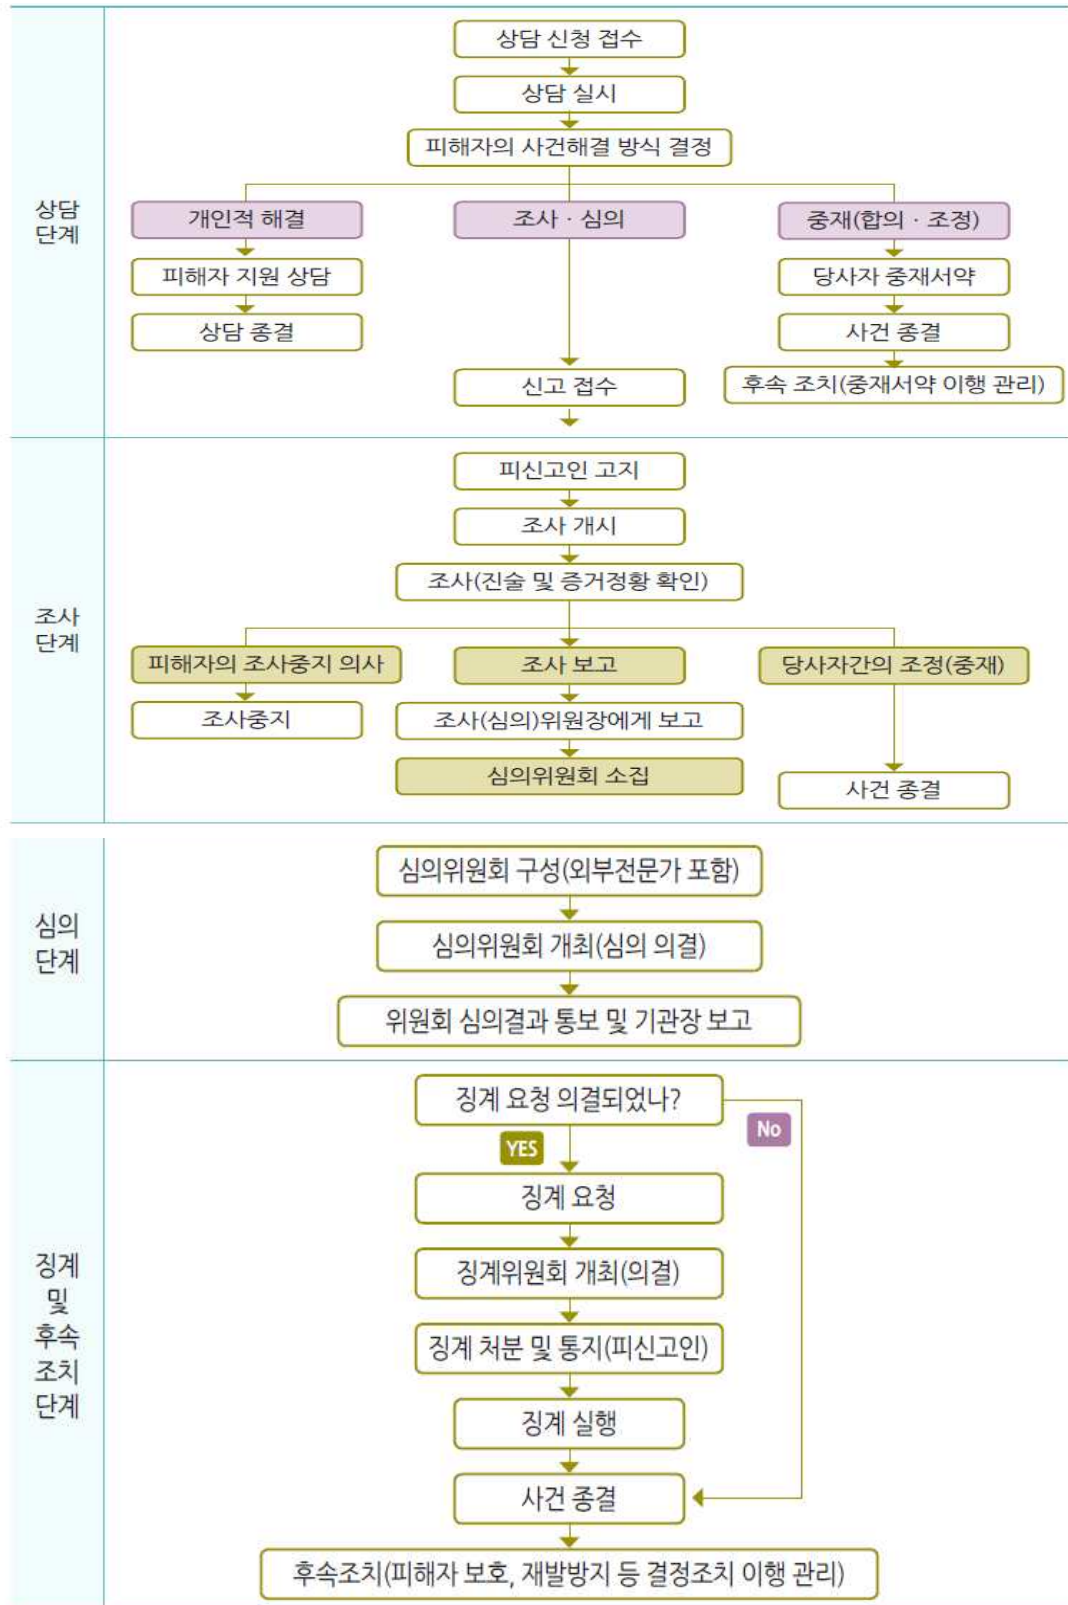 상담 신청 접수
상담 실시
피해자의 사건해결 방식 결정
상담
단계
개인적 해결
조사 · 심의
중재(합의 · 조정)
피해자 지원 상담
당사자 중재서약
상담 종결
사건 종결
신고 접수
후속 조치(중재서약 이행 관리)
피신고인 고지
조사 개시
조사(진술 및 증거정황 확인)
조사
단계
피해자의 조사중지 의사
조사 보고
당사자간의 조정(중재)
조사중지
조사(심의)위원장에게 보고
심의위원회 소집
사건 종결
심의위원회 구성(외부전문가 포함)
심의
단계
심의위원회 개최(심의 의결)
위원회 심의결과 통보 및 기관장 보고
징계 요청 의결되었나?
No
YES
징계 요청
징계위원회 개최(의결)
징계
및
후속
조치
단계
징계 처분 및 통지(피신고인)
징계 실행
사건 종결
후속조치(피해자 보호, 재발방지 등 결정조치 이행 관리)